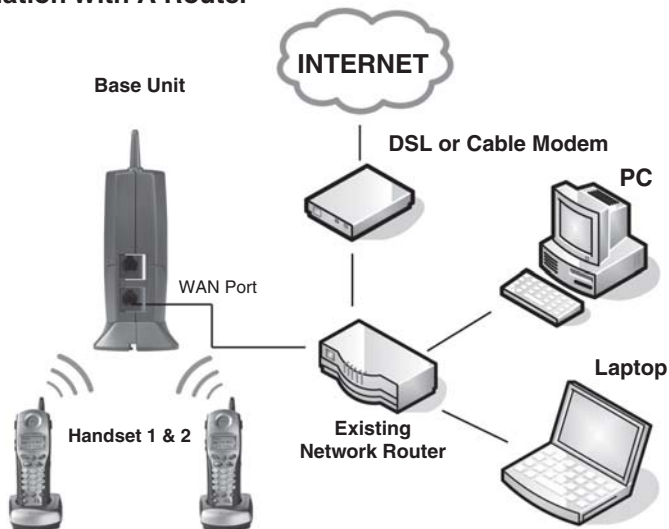 With A Router
INTERNET
Base Unit
DSL or Cable Modem
PC
WAN Port
Laptop
Handset 1 & 2
Existing
Network Router